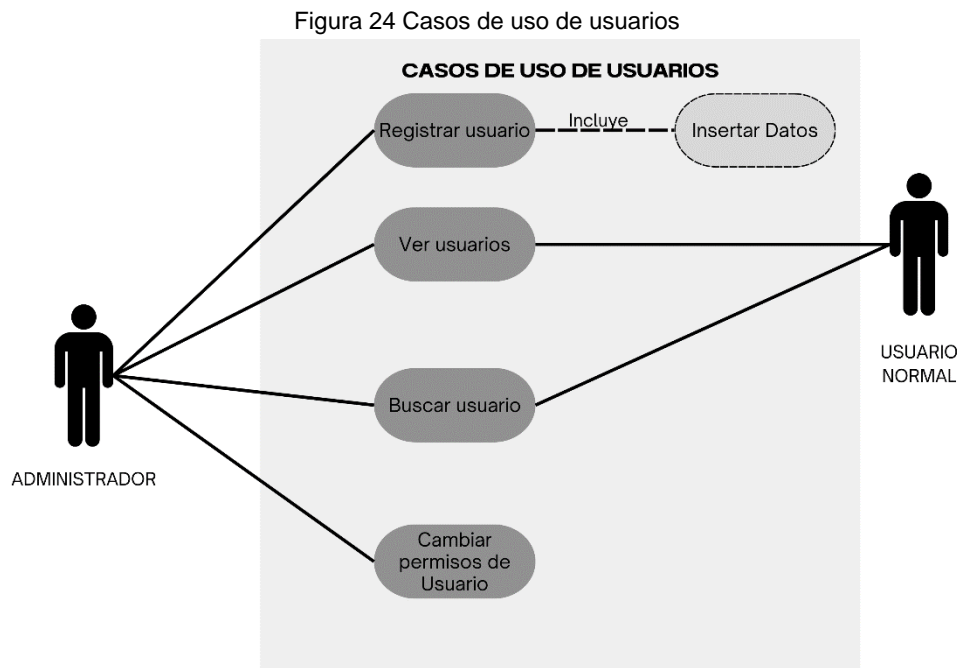 Figura 24 Casos de uso de usuarios
CASOS DE USO DE USUARIOS
Registrar usuario
Incluye
Insertar Datos
Ver usuarios
USUARIO
NORMAL
Buscar usuario
ADMINISTRADOR
Cambiar
permisos de
Usuario